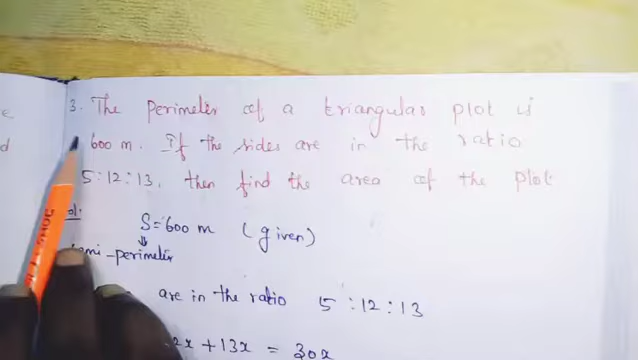 3. The perimeter of a triangular plot is
600 m. If the sides are in the ratio
5:12:13, then find the area of the plot
Sol:
S=600 m (given)
semi-perimeter
are in the ratio 5:12:13
2x + 13x = 30x